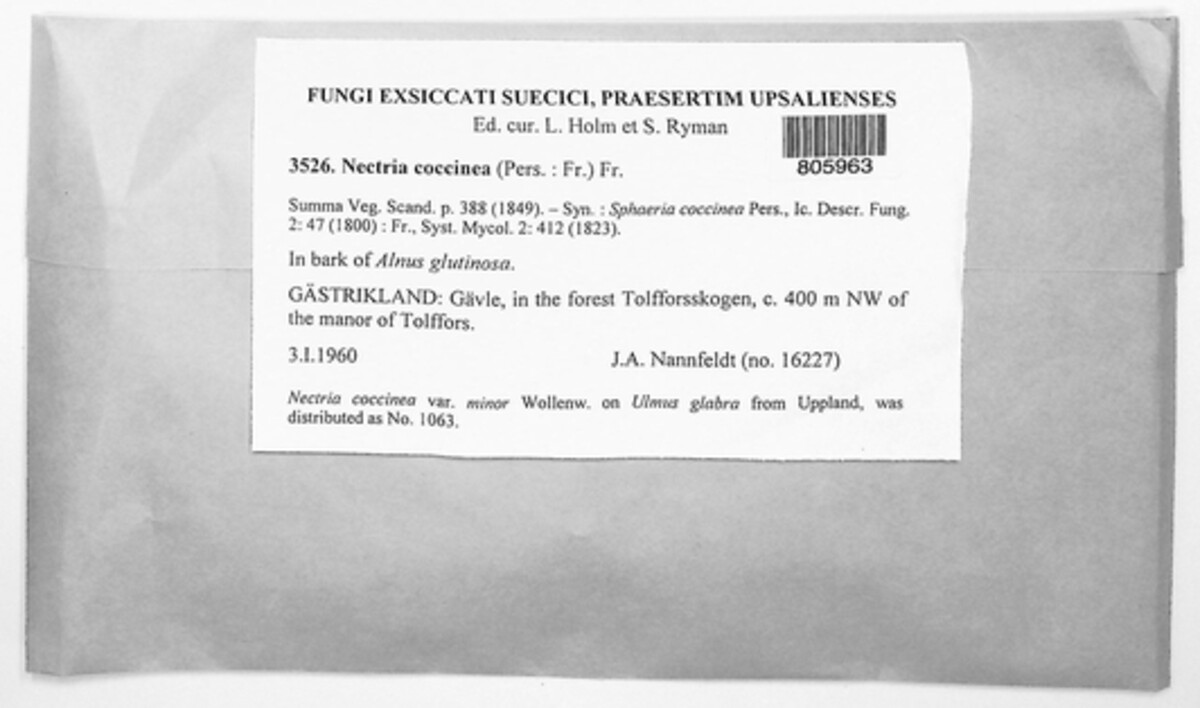 FUNGI EXSICCATI SUECICI, PRAESERTIM UPSALIENSES
Ed. cur. L. Holm et S. Ryman
805963
3526. Nectria coccinea (Pers. : Fr.) Fr.
Summa Veg. Scand. p. 388 (1849). – Syn. : Sphaeria coccinea Pers., Ic. Descr. Fung.
2: 47 (1800) : Fr., Syst. Mycol. 2: 412 (1823).
In bark of Alnus glutinosa.
GÄSTRIKLAND: Gävle, in the forest Tolfforsskogen, c. 400 m NW of
the manor of Tolffors.
3.I.1960 J.A. Nannfeldt (no. 16227)
Nectria coccinea var. minor Wollenw. on Ulmus glabra from Uppland, was
distributed as No. 1063.